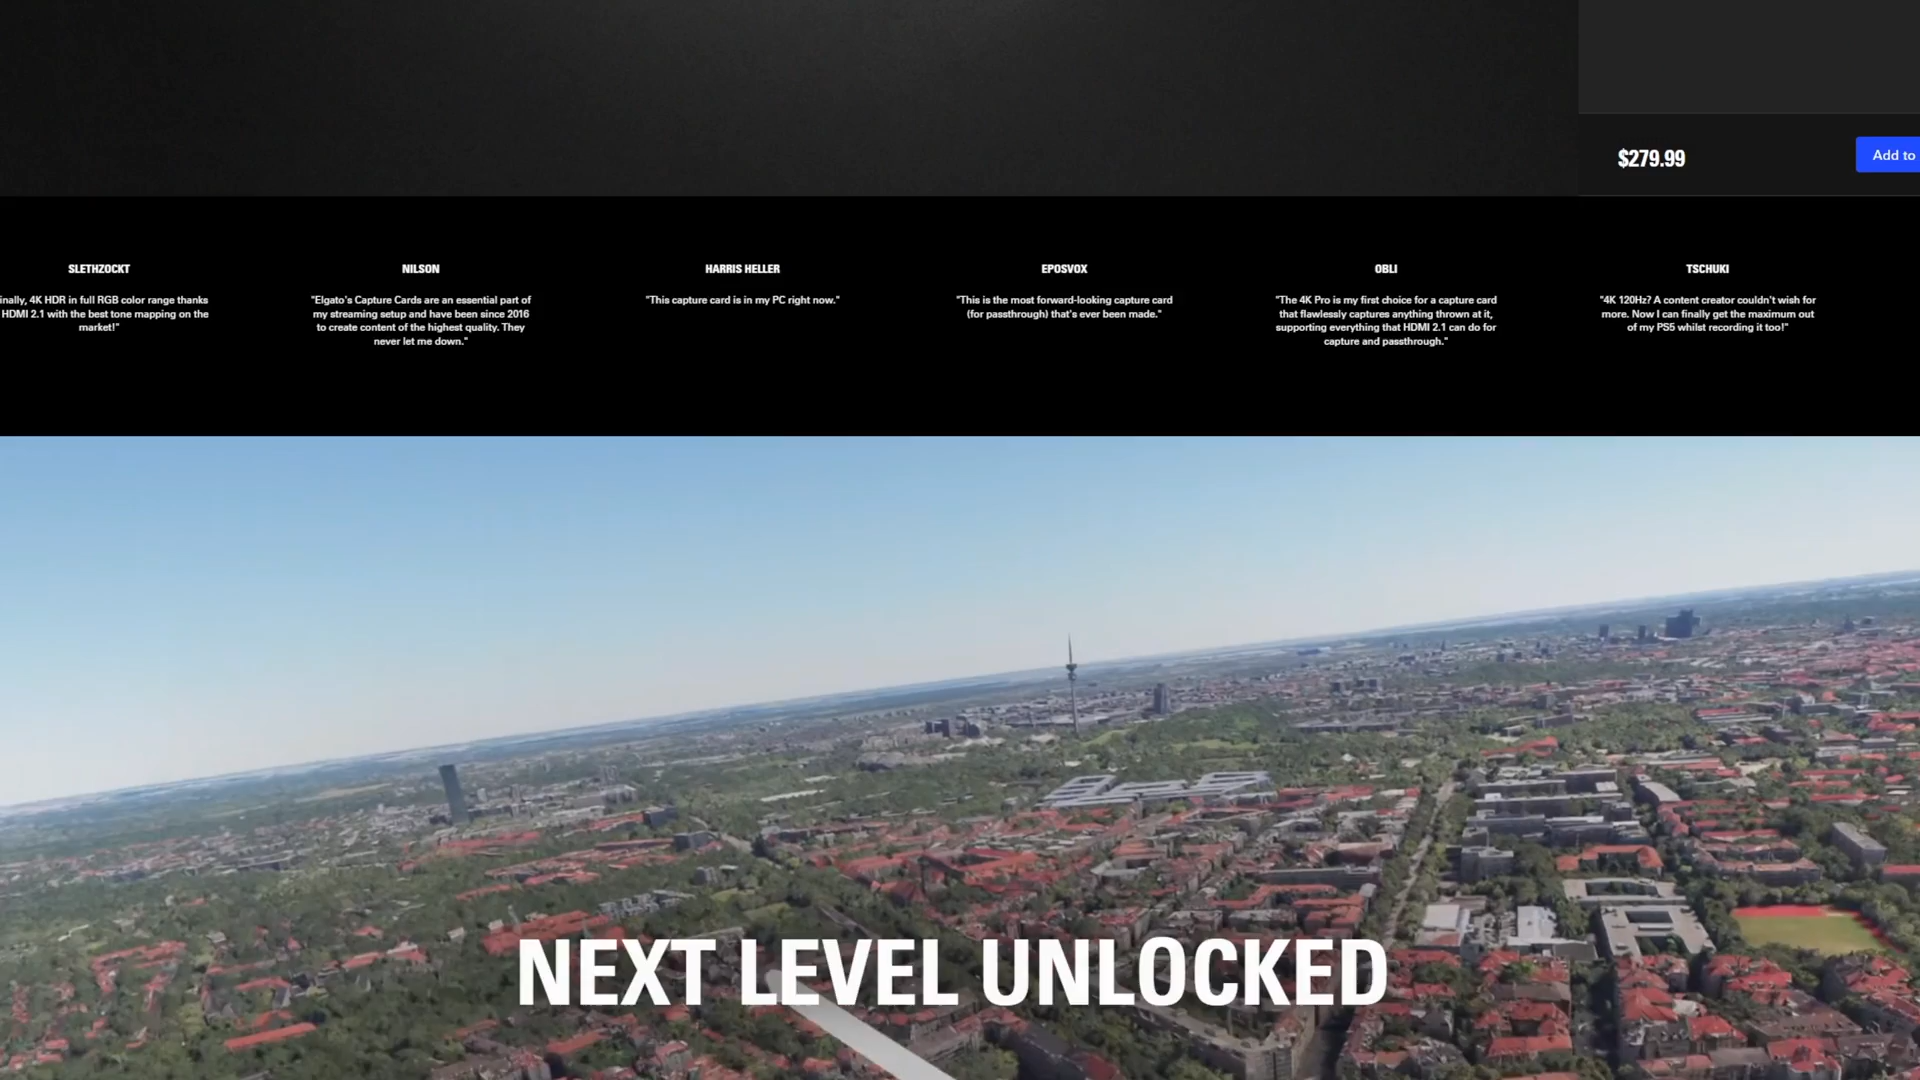 $279.99
Add to
SLETHZOCKT
inally, 4K HDR in full RGB color range thanks
HDMI 2.1 with the best tone mapping on the
market!"
NILSON
"Elgato's Capture Cards are an essential part of
my streaming setup and have been since 2016
to create content of the highest quality. They
never let me down."
HARRIS HELLER
"This capture card is in my PC right now."
EPOSVOX
"This is the most forward-looking capture card
(for passthrough) that's ever been made."
OBLI
"The 4K Pro is my first choice for a capture card
that flawlessly captures anything thrown at it,
supporting everything that HDMI 2.1 can do for
capture and passthrough."
TSCHUKI
"4K 120Hz? A content creator couldn't wish for
more. Now I can finally get the maximum out
of my PS5 whilst recording it too!"
NEXT LEVEL UNLOCKED